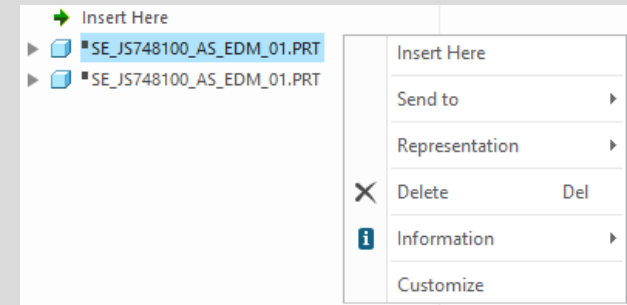 Insert Here
SE_JS748100_AS_EDM_01.PRT
SE_JS748100_AS_EDM_01.PRT
Insert Here
Send to
Representation
Delete Del
Information
Customize